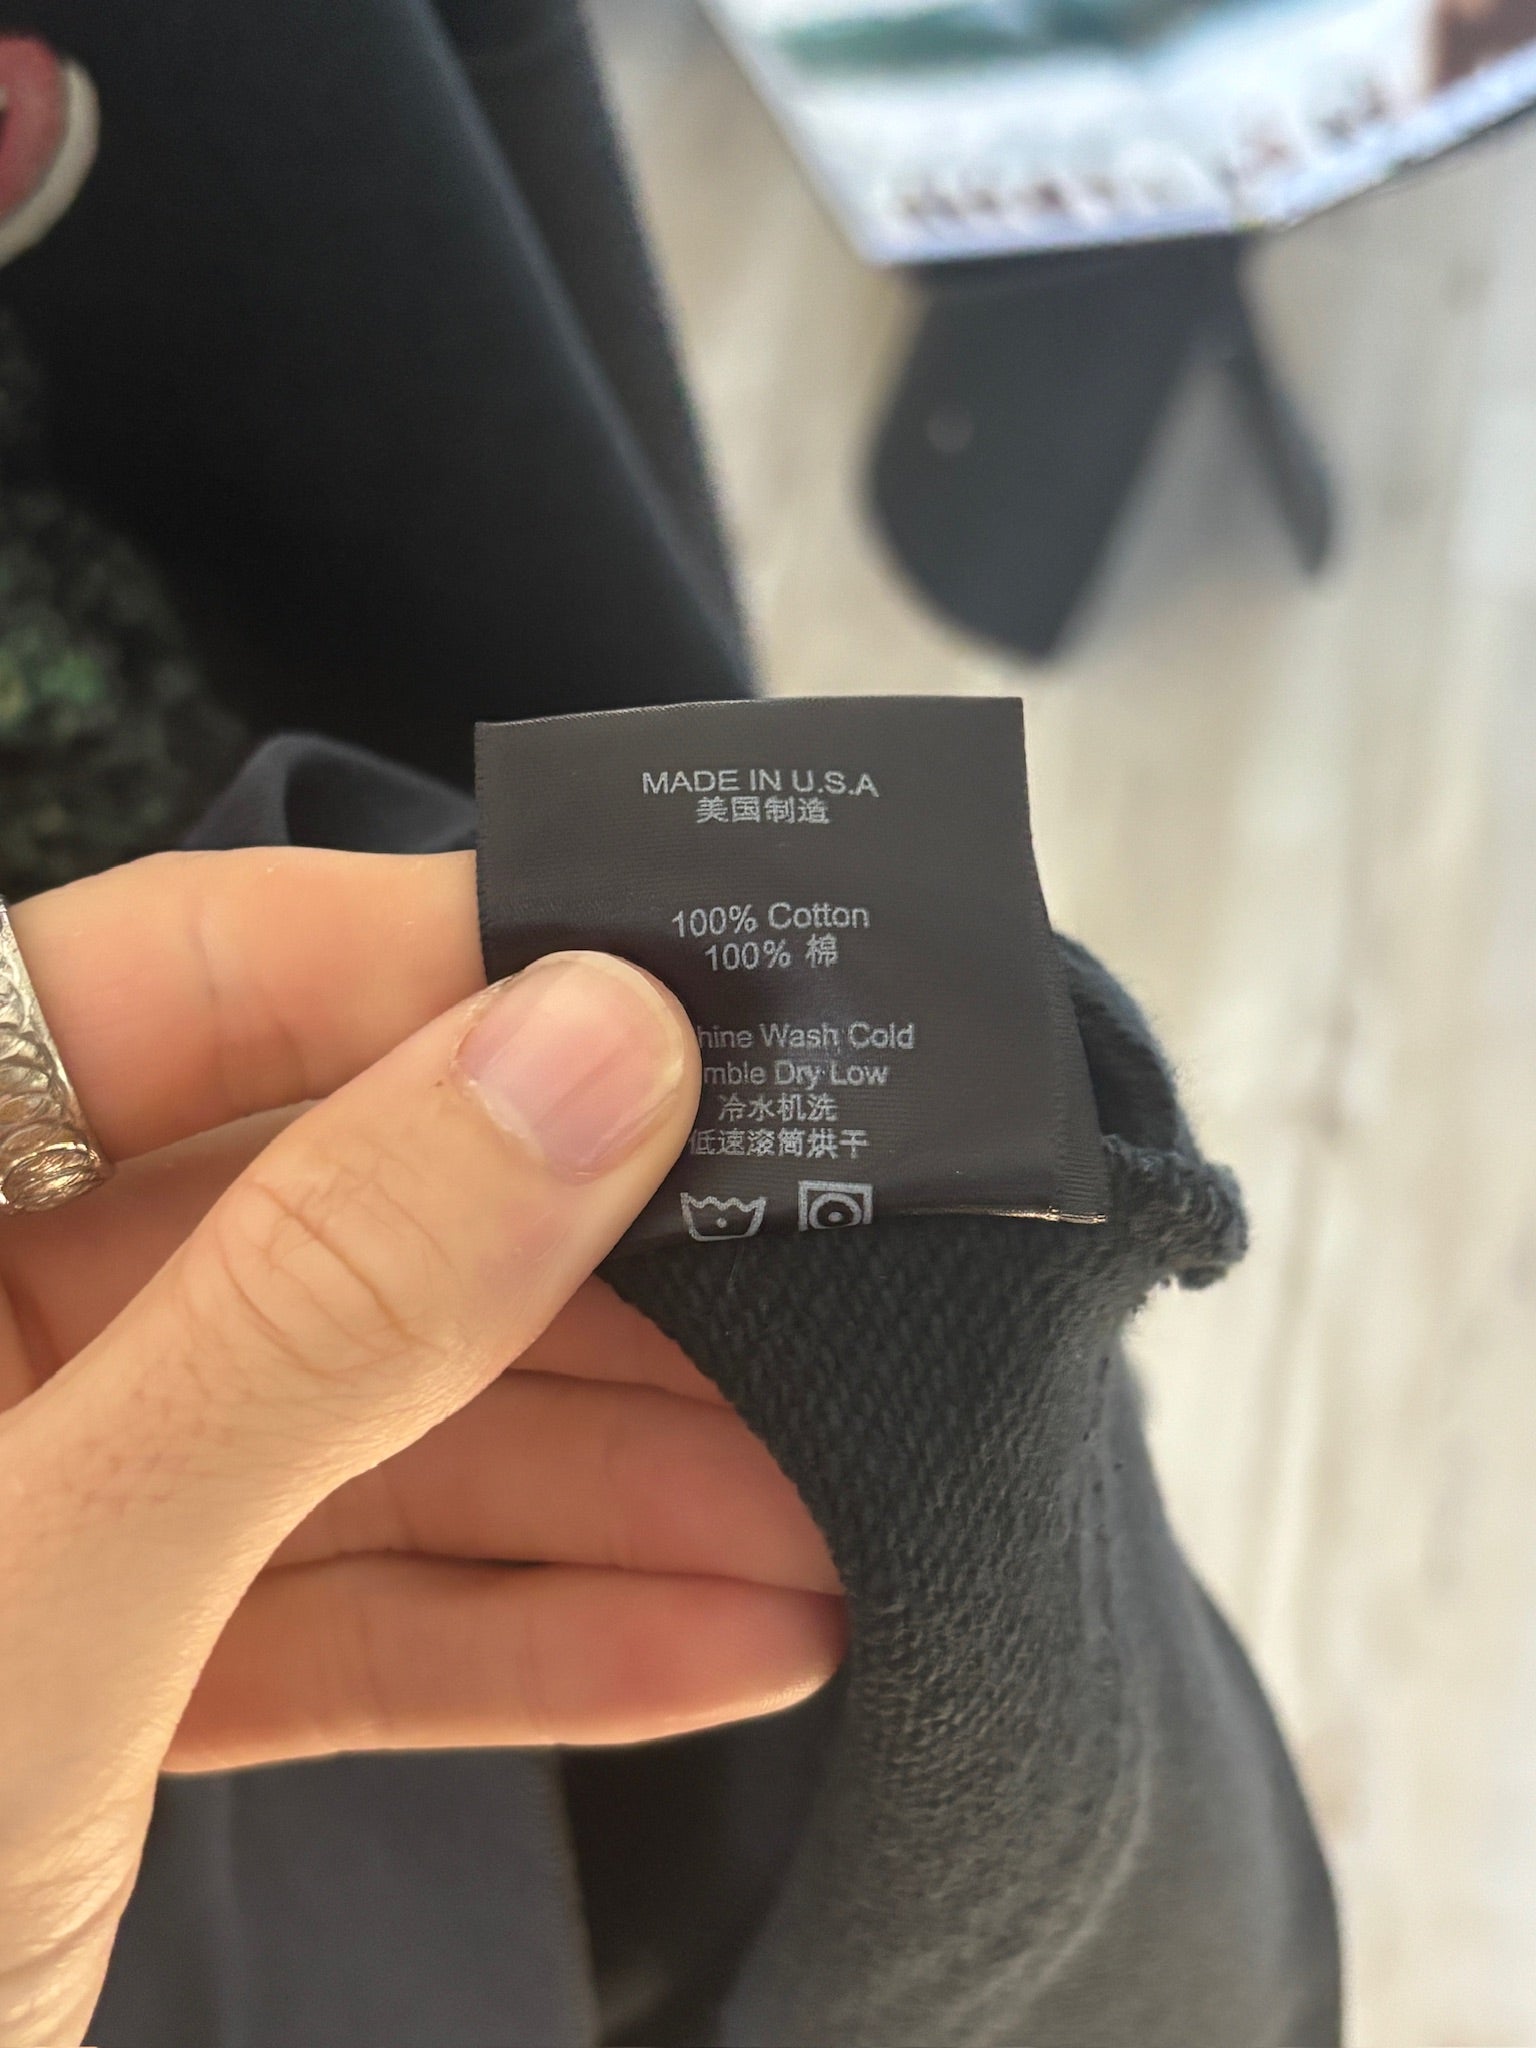 MADE IN U.S.A
美国制造
100% Cotton
100% 棉
Wash Cold
Dry Low
冷水机洗
低速滚筒烘干